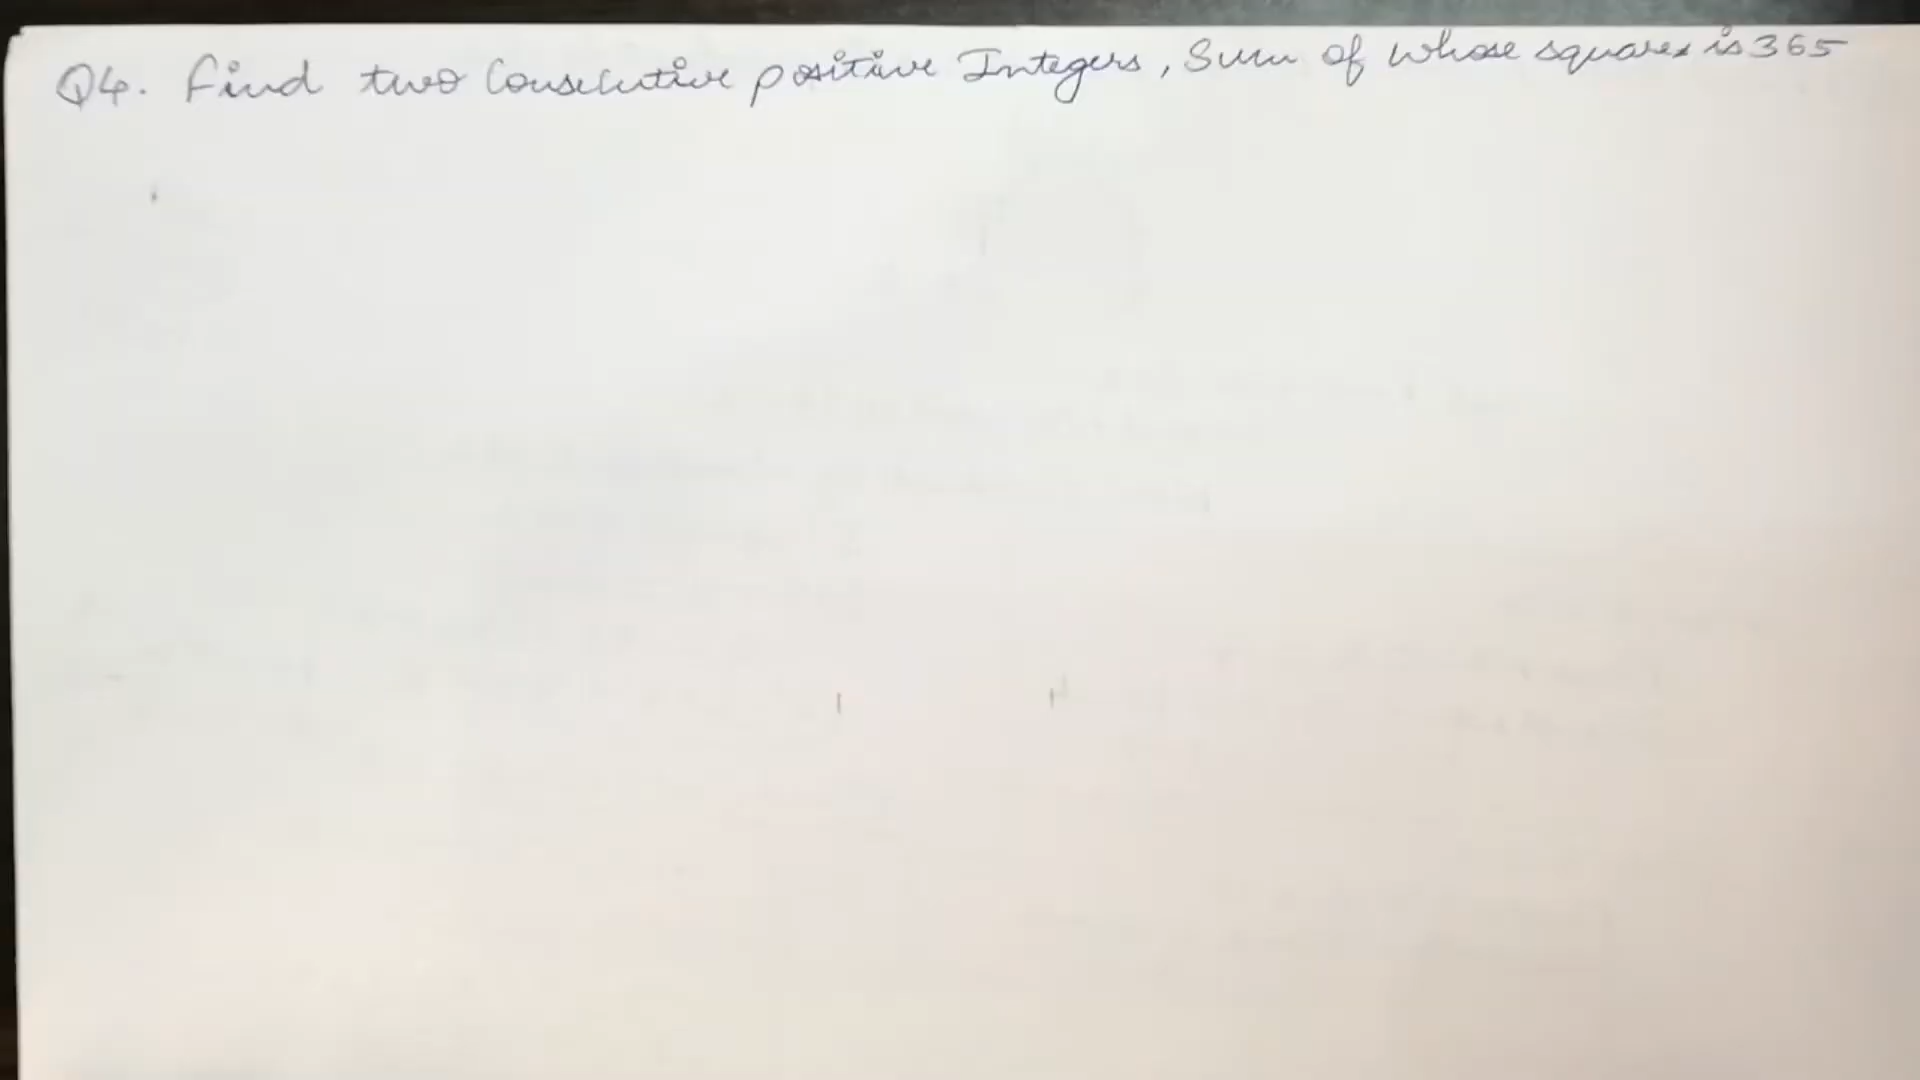 Q4. Find two Consecutive positive Integers, Sum of whose squares is 365